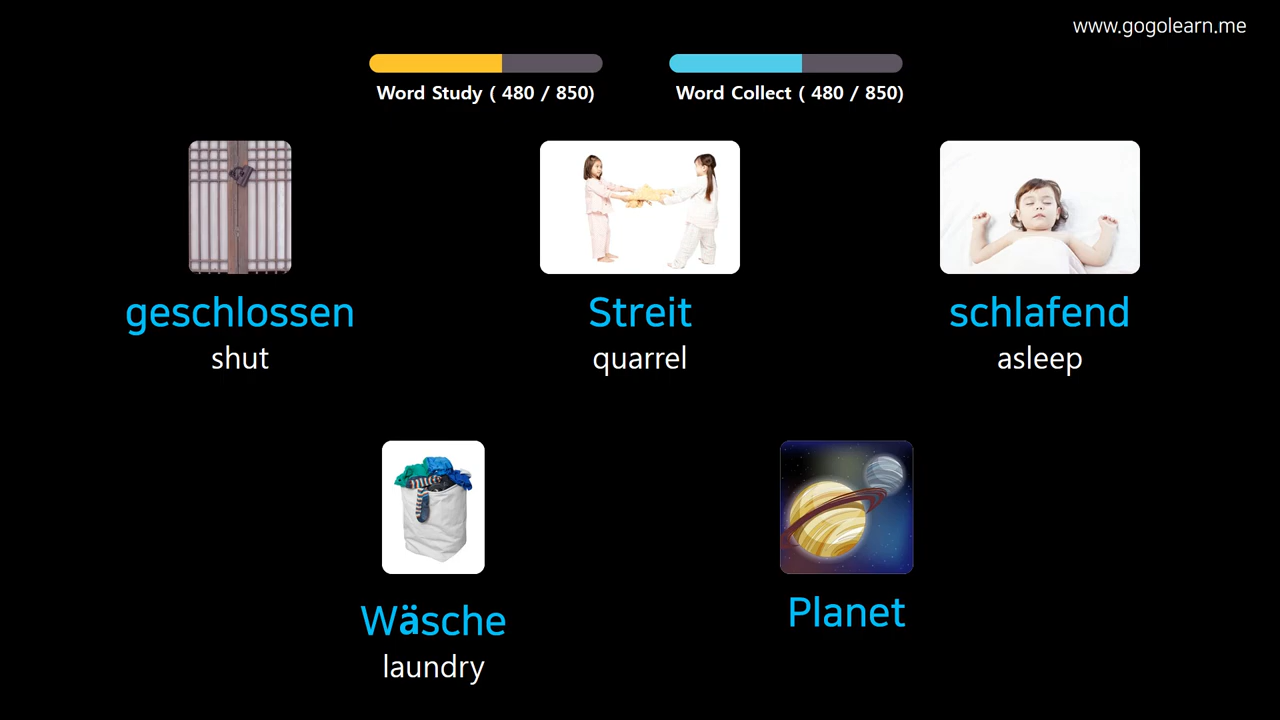 www.gogolearn.me
Word Study ( 480 / 850)
Word Collect ( 480 / 850)
geschlossen
shut
Streit
quarrel
schlafend
asleep
Wäsche
laundry
Planet